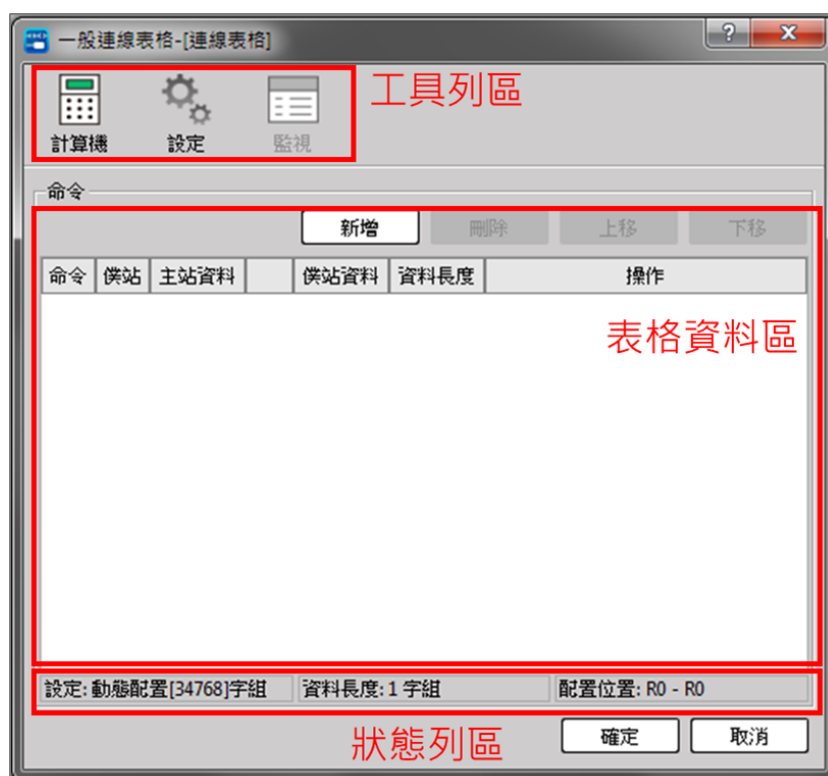 一般連線表格-[連線表格]
?
計算機 設定 監視
工具列區
命令
新增 刪除 上移 下移
命令 僕站 主站資料 僕站資料 資料長度 操作
表格資料區
設定: 動態配置[34768]字組 資料長度: 1 字組 配置位置: R0 - R0
狀態列區
確定 取消